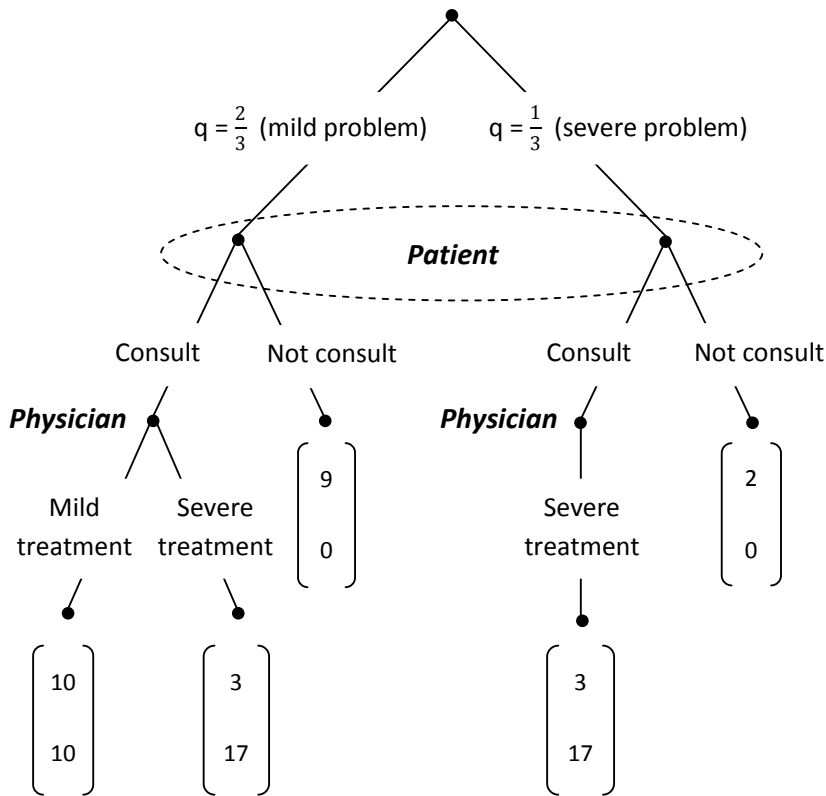 q = 2/3 (mild problem) q = 1/3 (severe problem)
Patient
Consult Not consult Consult Not consult
Physician Physician
9 2
Mild Severe Severe
treatment treatment 0 treatment 0
10 3 3
10 17 17